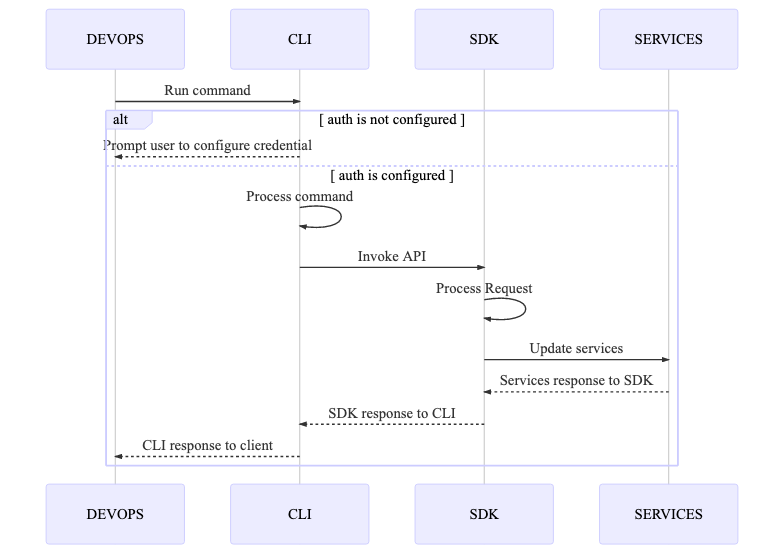 DEVOPS
CLI
SDK
SERVICES
Run command
alt
[ auth is not configured ]
Prompt user to configure credential
[ auth is configured ]
Process command
Invoke API
Process Request
Update services
Services response to SDK
SDK response to CLI
CLI response to client
DEVOPS
CLI
SDK
SERVICES